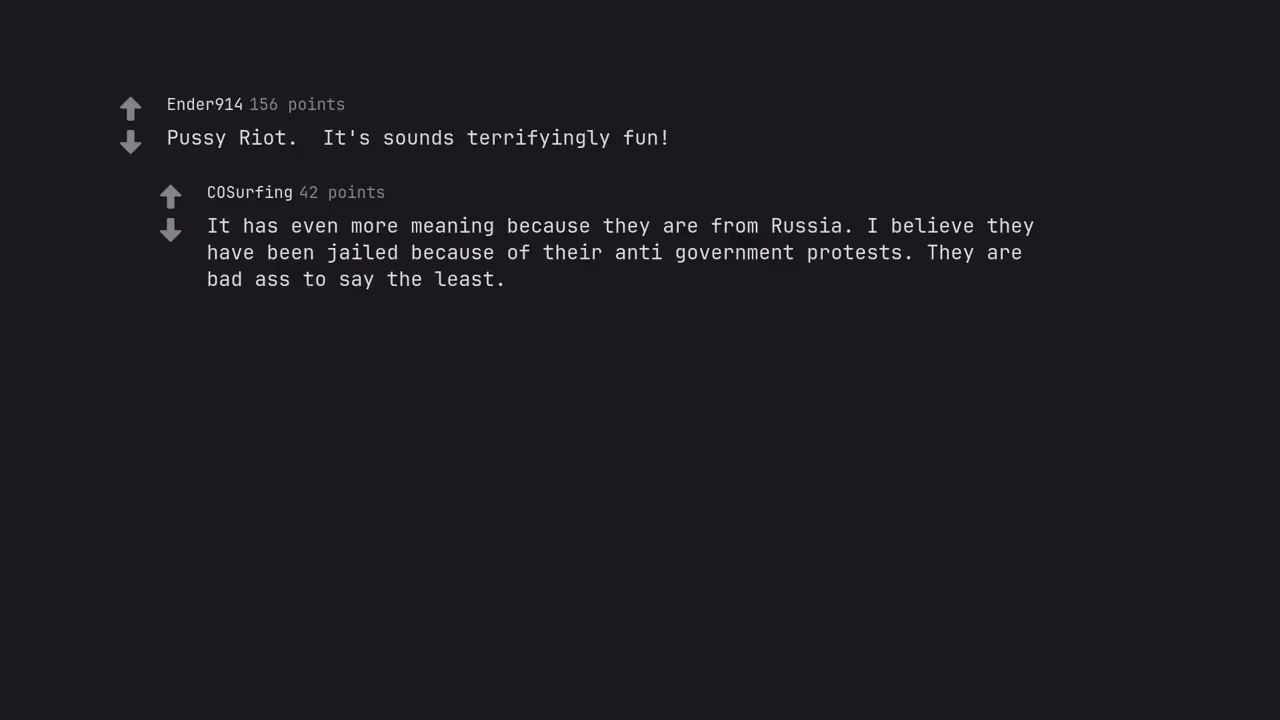 Ender914 156 points
Pussy Riot.  It's sounds terrifyingly fun!
COSurfing 42 points
It has even more meaning because they are from Russia. I believe they
have been jailed because of their anti government protests. They are
bad ass to say the least.